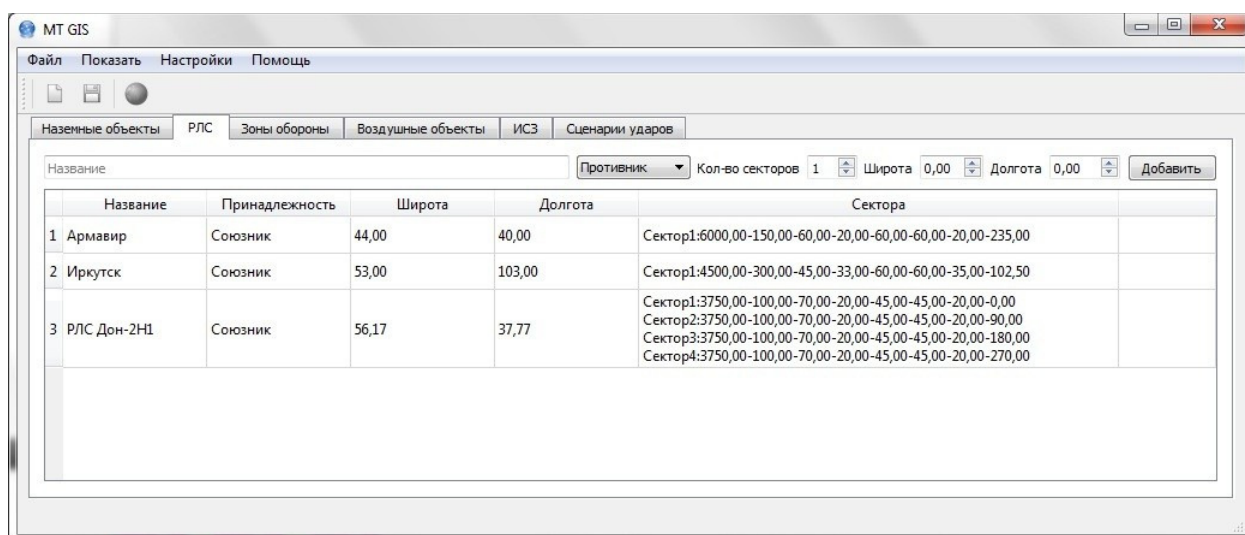 MT GIS
Файл Показать Настройки Помощь
Наземные объекты РЛС Зоны обороны Воздушные объекты ИСЗ Сценарии ударов
Название Противник Кол-во секторов 1 Широта 0,00 Долгота 0,00 Добавить
Название Принадлежность Широта Долгота Сектора
1 Армавир Союзник 44,00 40,00 Сектор1:6000,00-150,00-60,00-20,00-60,00-60,00-20,00-235,00
2 Иркутск Союзник 53,00 103,00 Сектор1:4500,00-300,00-45,00-33,00-60,00-60,00-35,00-102,50
Сектор1:3750,00-100,00-70,00-20,00-45,00-45,00-20,00-0,00
Сектор2:3750,00-100,00-70,00-20,00-45,00-45,00-20,00-90,00
3 РЛС Дон-2Н1 Союзник 56,17 37,77
Сектор3:3750,00-100,00-70,00-20,00-45,00-45,00-20,00-180,00
Сектор4:3750,00-100,00-70,00-20,00-45,00-45,00-20,00-270,00